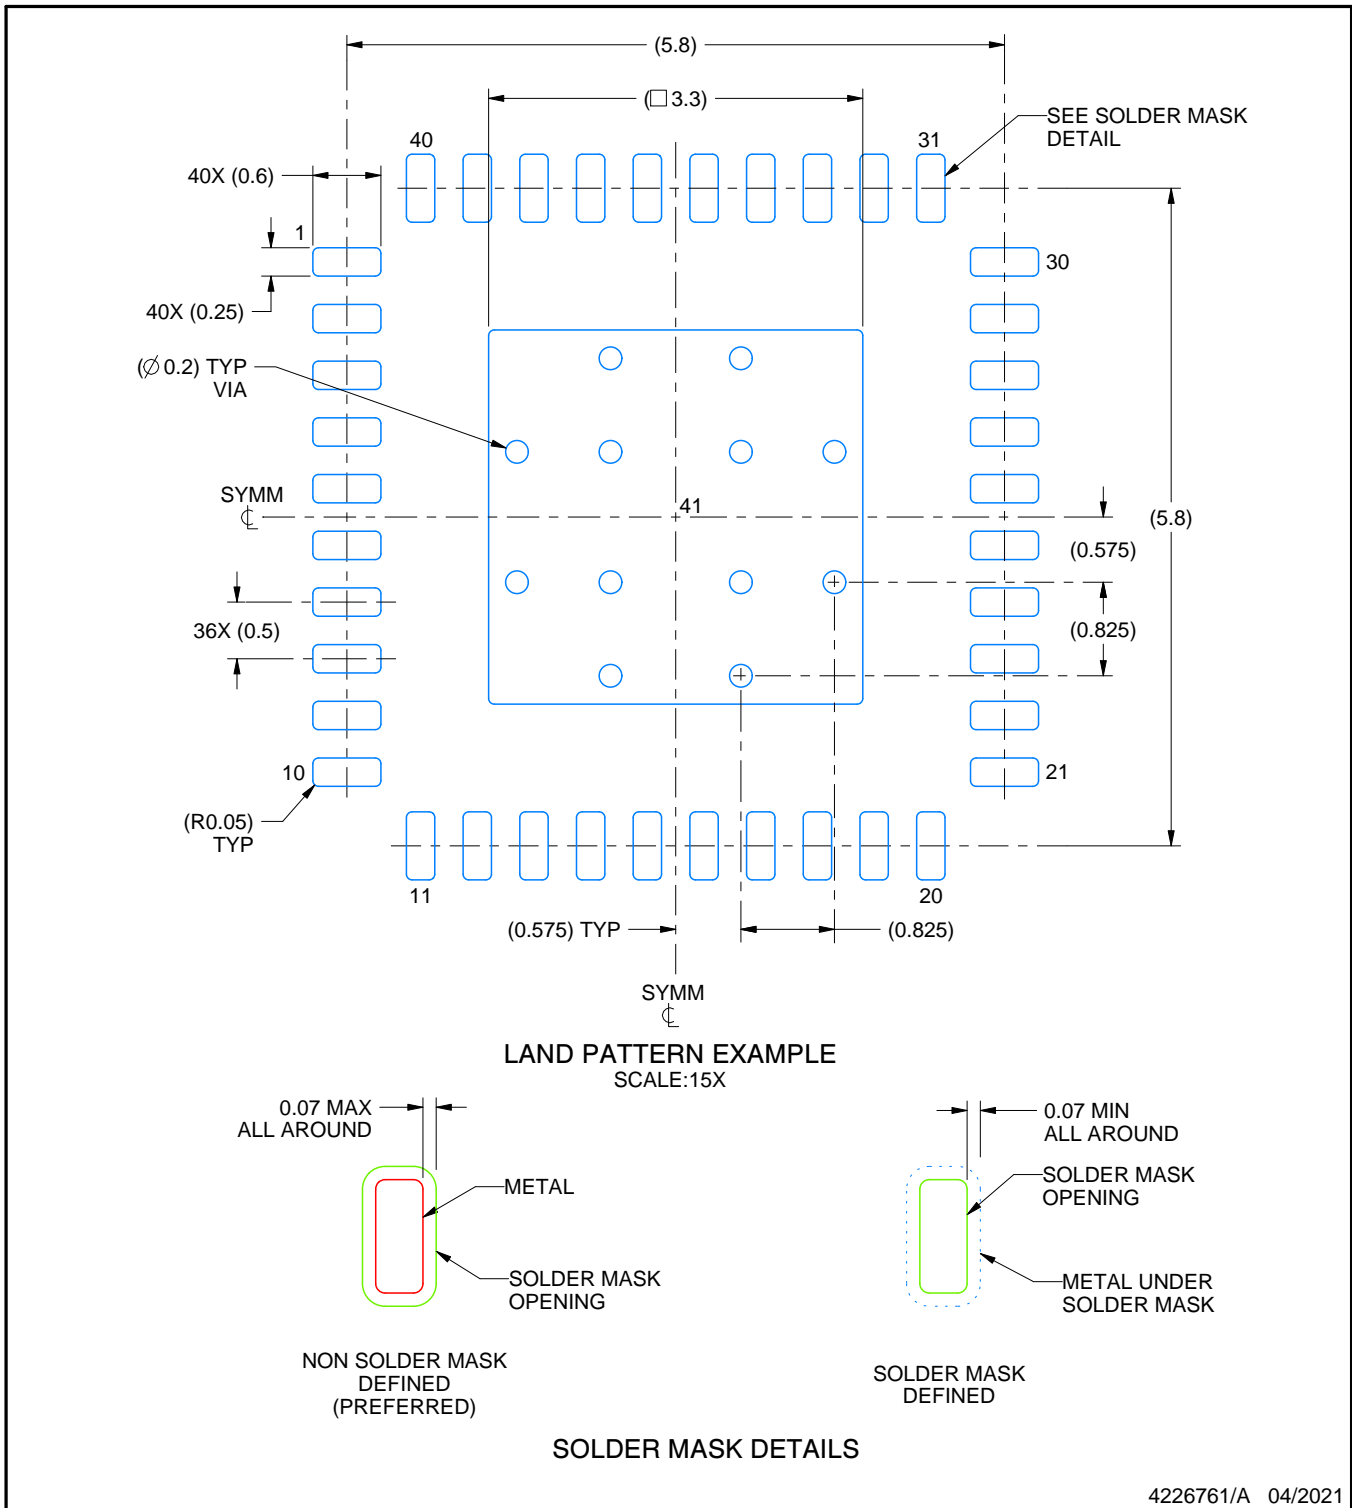 (5.8)
(□ 3.3)
SEE SOLDER MASK
DETAIL
40
31
40X (0.6)
1
30
40X (0.25)
(∅ 0.2) TYP
VIA
SYMM
℄
41
(5.8)
(0.575)
36X (0.5)
(0.825)
10
21
(R0.05)
TYP
11
20
(0.575) TYP
(0.825)
SYMM
℄
LAND PATTERN EXAMPLE
SCALE:15X
0.07 MAX
ALL AROUND
METAL
SOLDER MASK
OPENING
NON SOLDER MASK
DEFINED
(PREFERRED)
0.07 MIN
ALL AROUND
SOLDER MASK
OPENING
METAL UNDER
SOLDER MASK
SOLDER MASK
DEFINED
SOLDER MASK DETAILS
4226761/A 04/2021